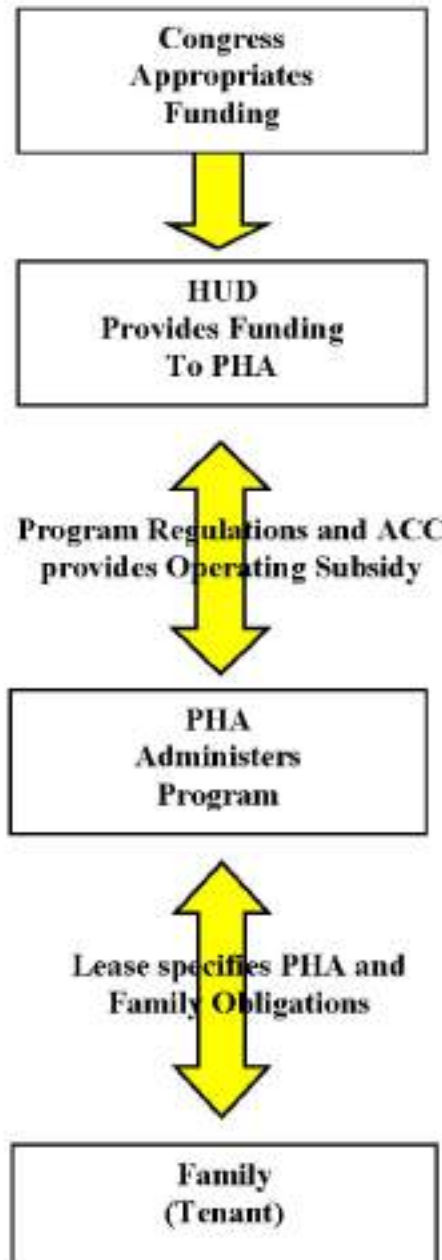 Congress
Appropriates
Funding
HUD
Provides Funding
To PHA
Program Regulations and ACC
provides Operating Subsidy
PHA
Administers
Program
Lease specifies PHA and
Family Obligations
Family
(Tenant)